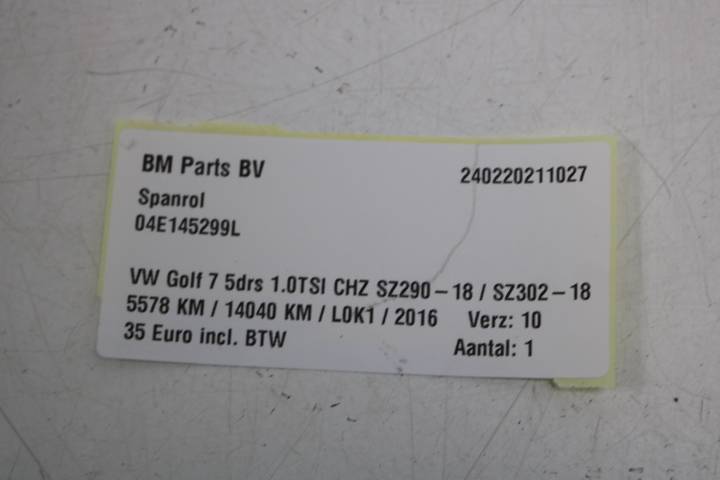 BM Parts BV 240220211027
Spanrol
04E145299L
VW Golf 7 5drs 1.0TSI CHZ SZ290-18 / SZ302-18
5578 KM / 14040 KM / L0K1 / 2016 Verz: 10
35 Euro incl. BTW Aantal: 1